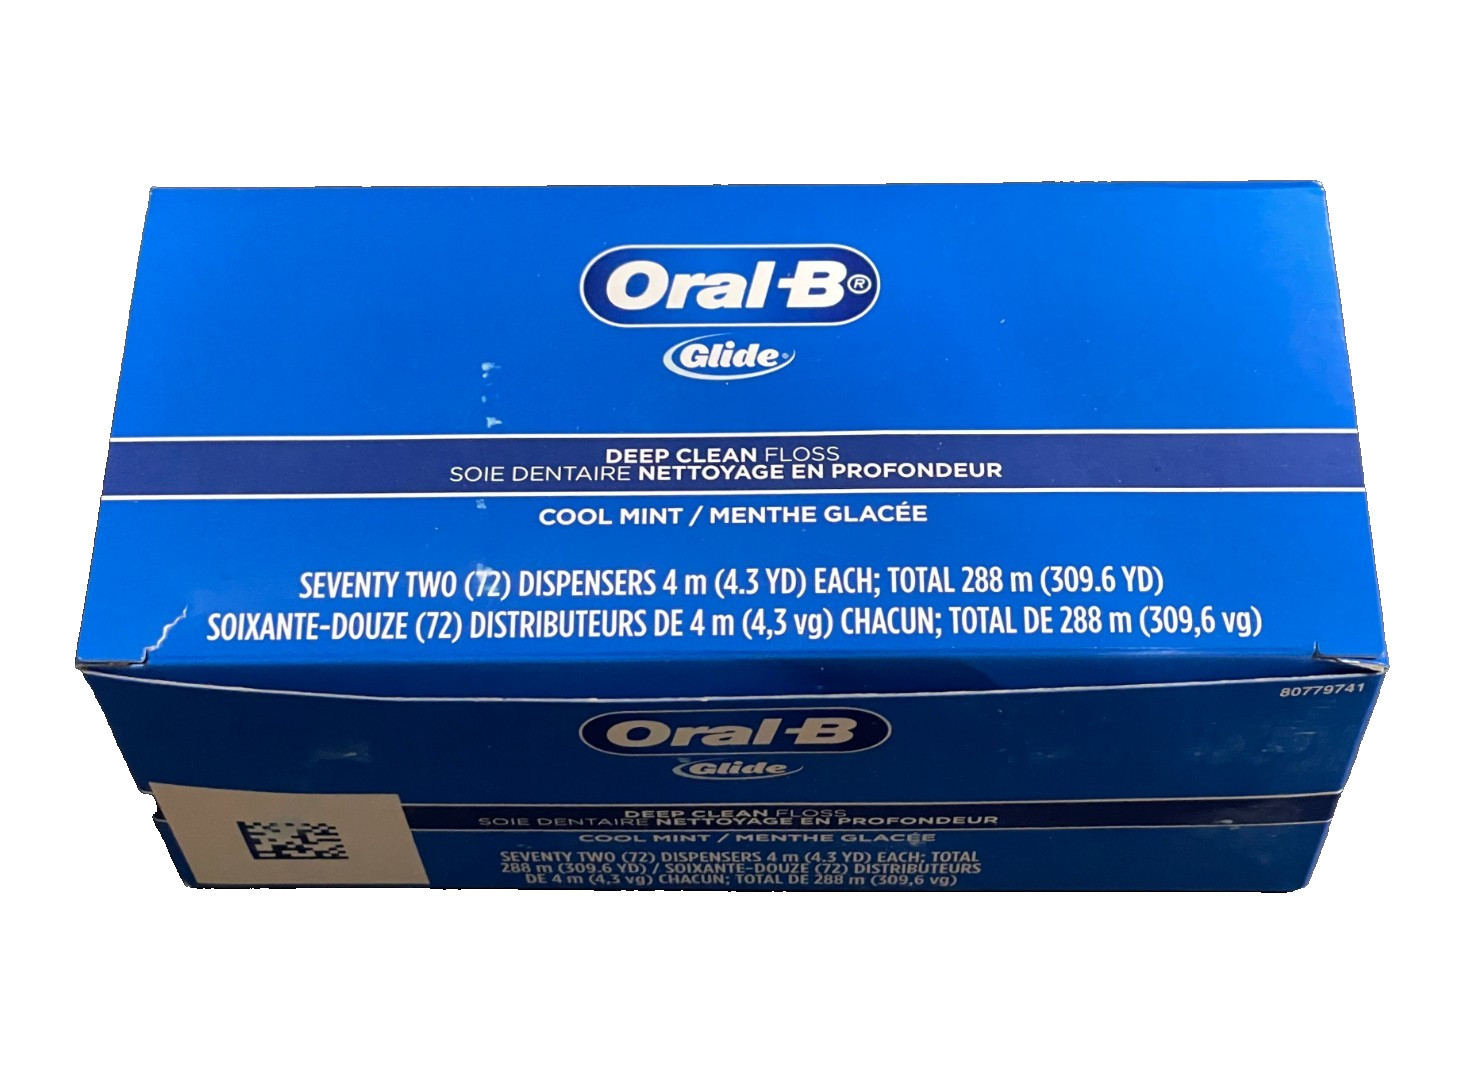 Oral-B®
Glide
DEEP CLEAN FLOSS
SOIE DENTAIRE NETTOYAGE EN PROFONDEUR
COOL MINT / MENTHE GLACÉE
SEVENTY TWO (72) DISPENSERS 4 m (4.3 YD) EACH; TOTAL 288 m (309.6 YD)
SOIXANTE-DOUZE (72) DISTRIBUTEURS DE 4 m (4,3 vg) CHACUN; TOTAL DE 288 m (309,6 vg)
80779741
Oral-B
Glide
DEEP CLEAN FLOSS
SOIE DENTAIRE NETTOYAGE EN PROFONDEUR
COOL MINT / MENTHE GLACÉE
SEVENTY TWO (72) DISPENSERS 4 m (4.3 YD) EACH; TOTAL
288 m (309.6 YD) / SOIXANTE-DOUZE (72) DISTRIBUTEURS
DE 4 m (4,3 vg) CHACUN; TOTAL DE 288 m (309,6 vg)